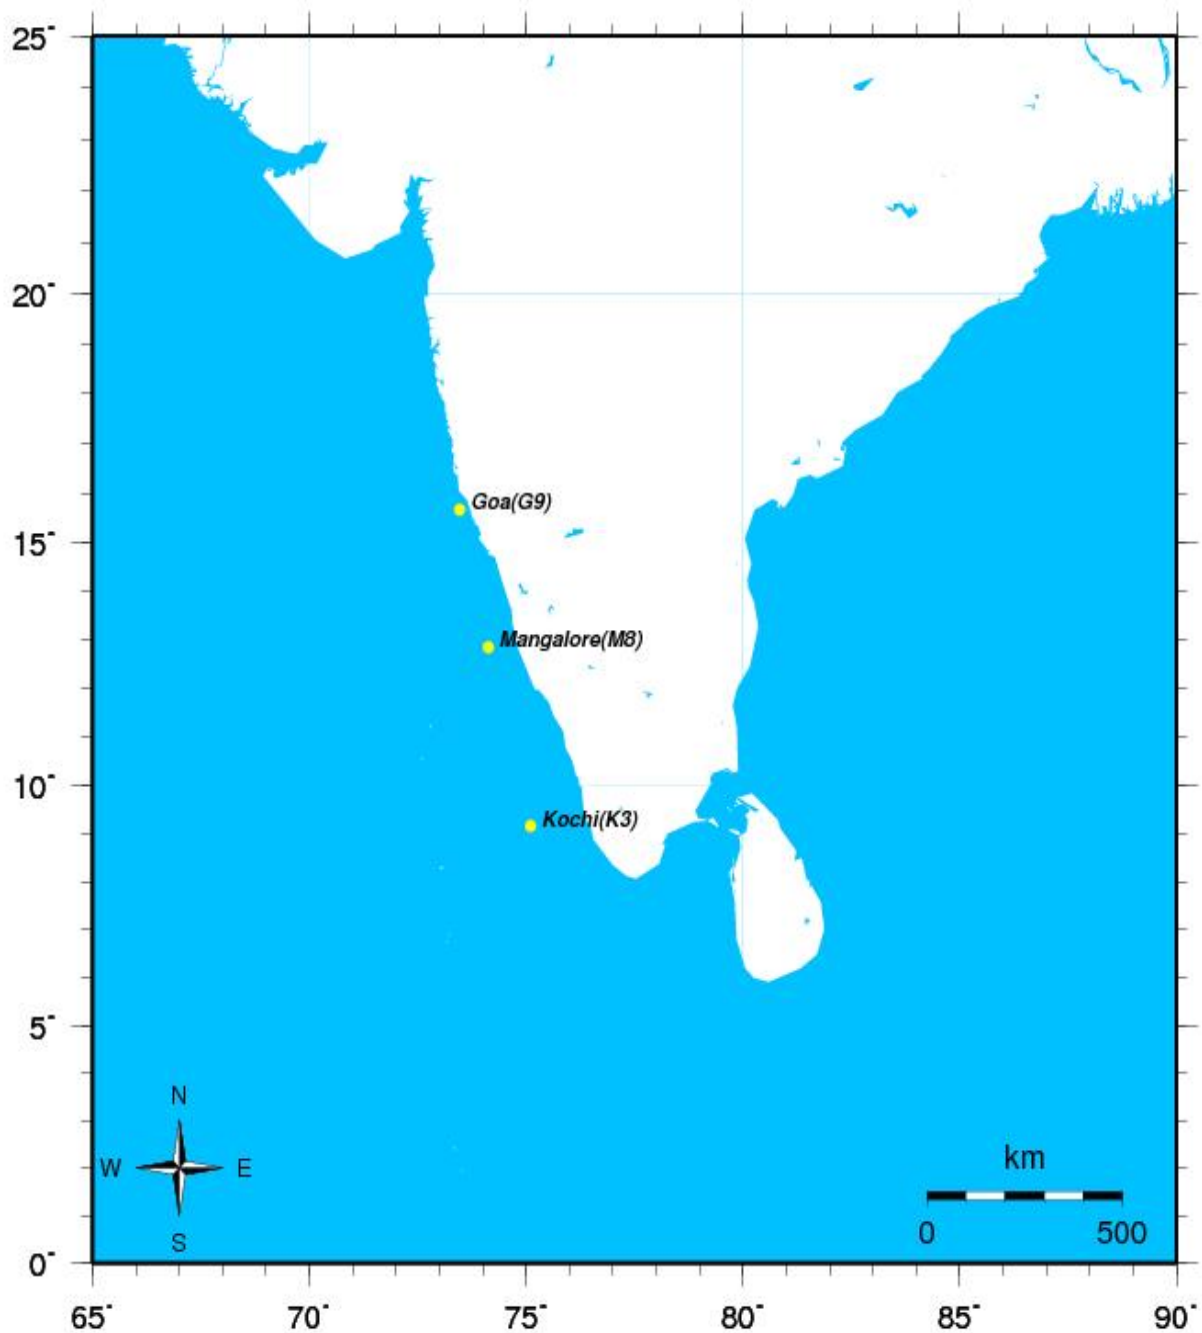 25-
20-
Goa(G9)
15-
Mangalore(M8)
10-
Kochi(K3)
5-
N
W E
S
km
0 500
0-
65- 70- 75- 80- 85- 90-